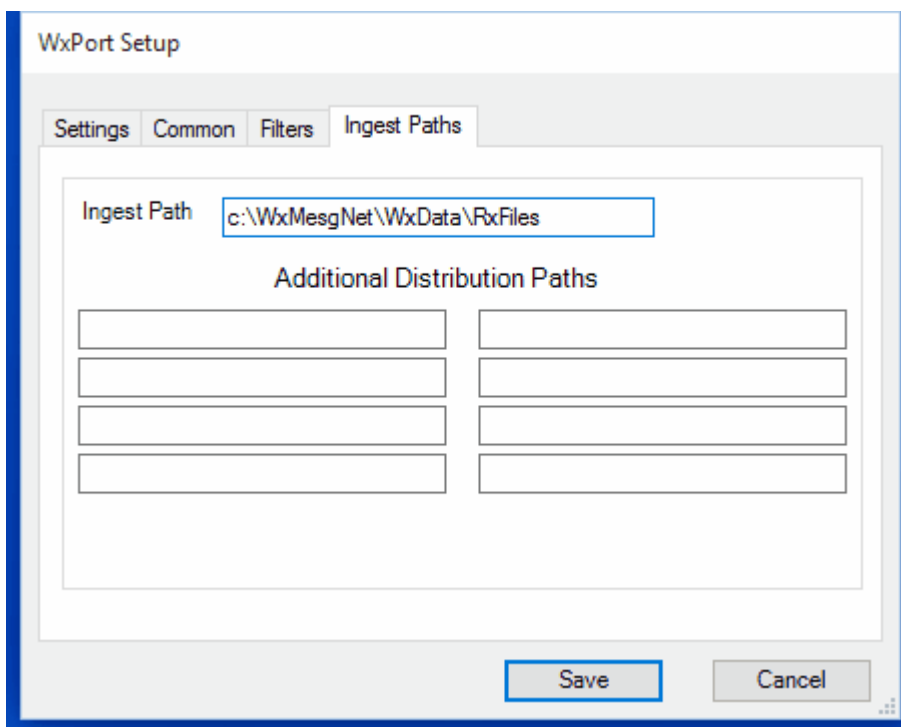 WxPort Setup
Settings Common Filters Ingest Paths
Ingest Path c:\WxMesgNet\WxData\RxFiles
Additional Distribution Paths
Save Cancel